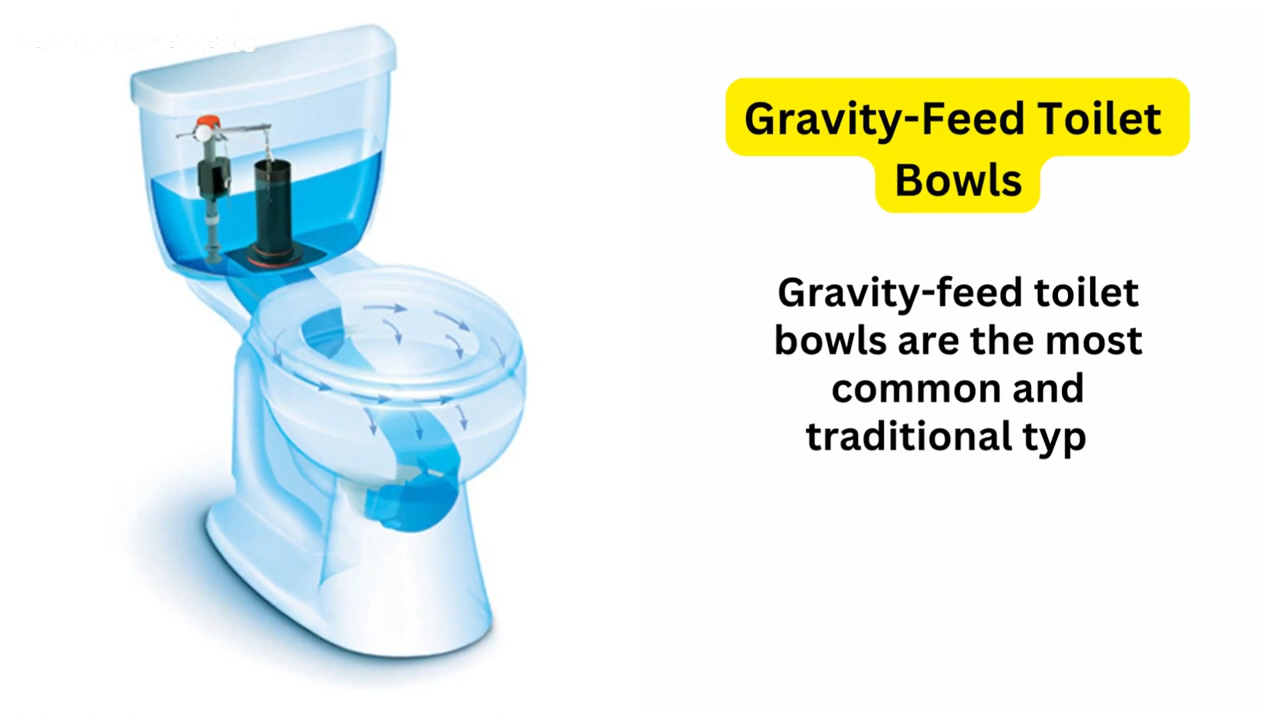 Gravity-Feed Toilet
Bowls
Gravity-feed toilet
bowls are the most
common and
traditional typ